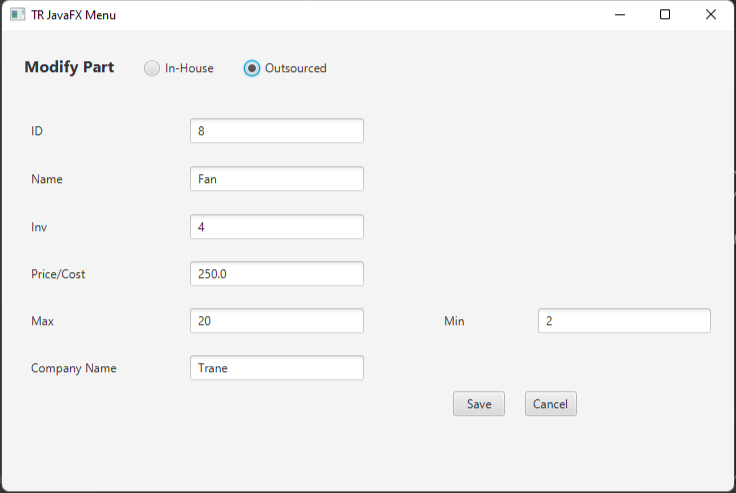 TR JavaFX Menu
Modify Part In-House Outsourced
ID 8
Name Fan
Inv 4
Price/Cost 250.0
Max 20 Min 2
Company Name Trane
Save Cancel